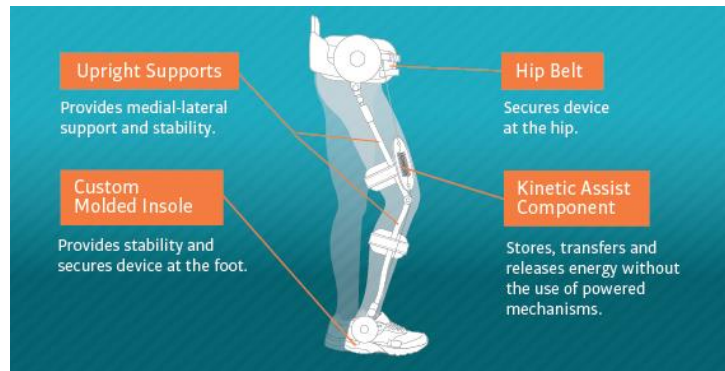 Upright Supports
Provides medial-lateral
support and stability.
Hip Belt
Secures device
at the hip.
Custom
Molded Insole
Provides stability and
secures device at the foot.
Kinetic Assist
Component
Stores, transfers and
releases energy without
the use of powered
mechanisms.